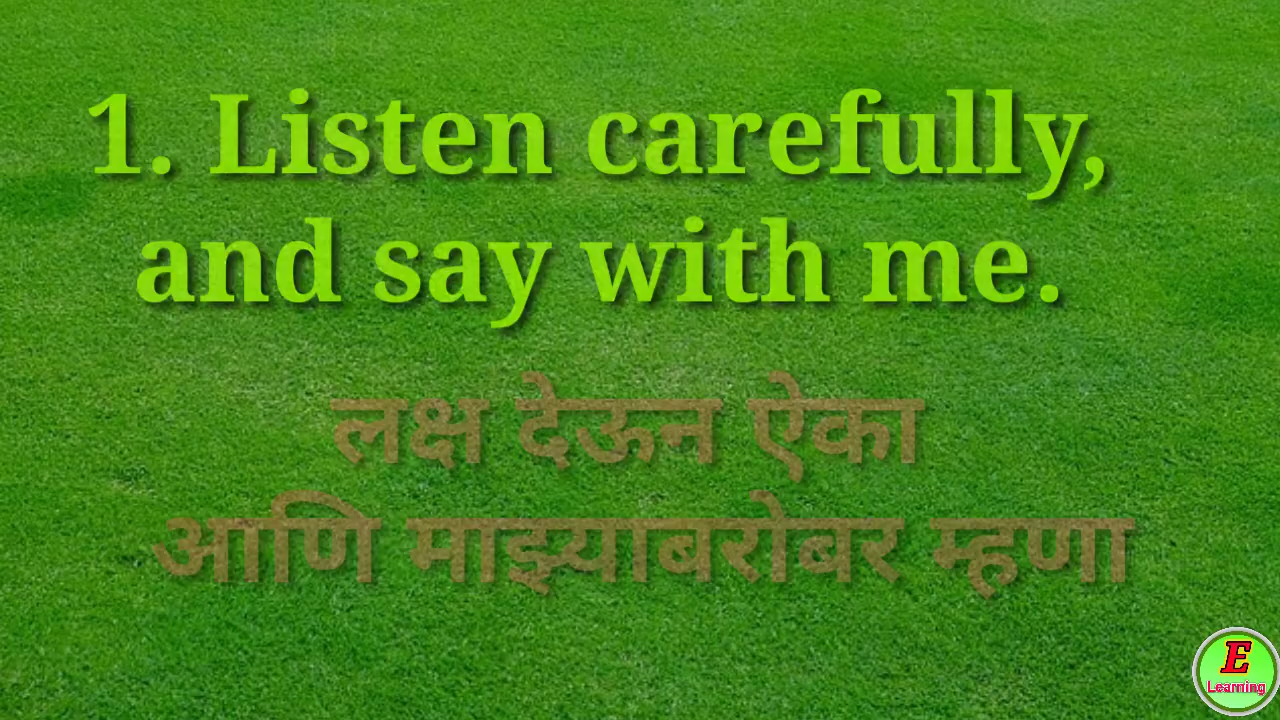 1. Listen carefully,
and say with me.
लक्ष देऊन ऐका
आणि माझ्याबरोबर म्हणा
E
Learning